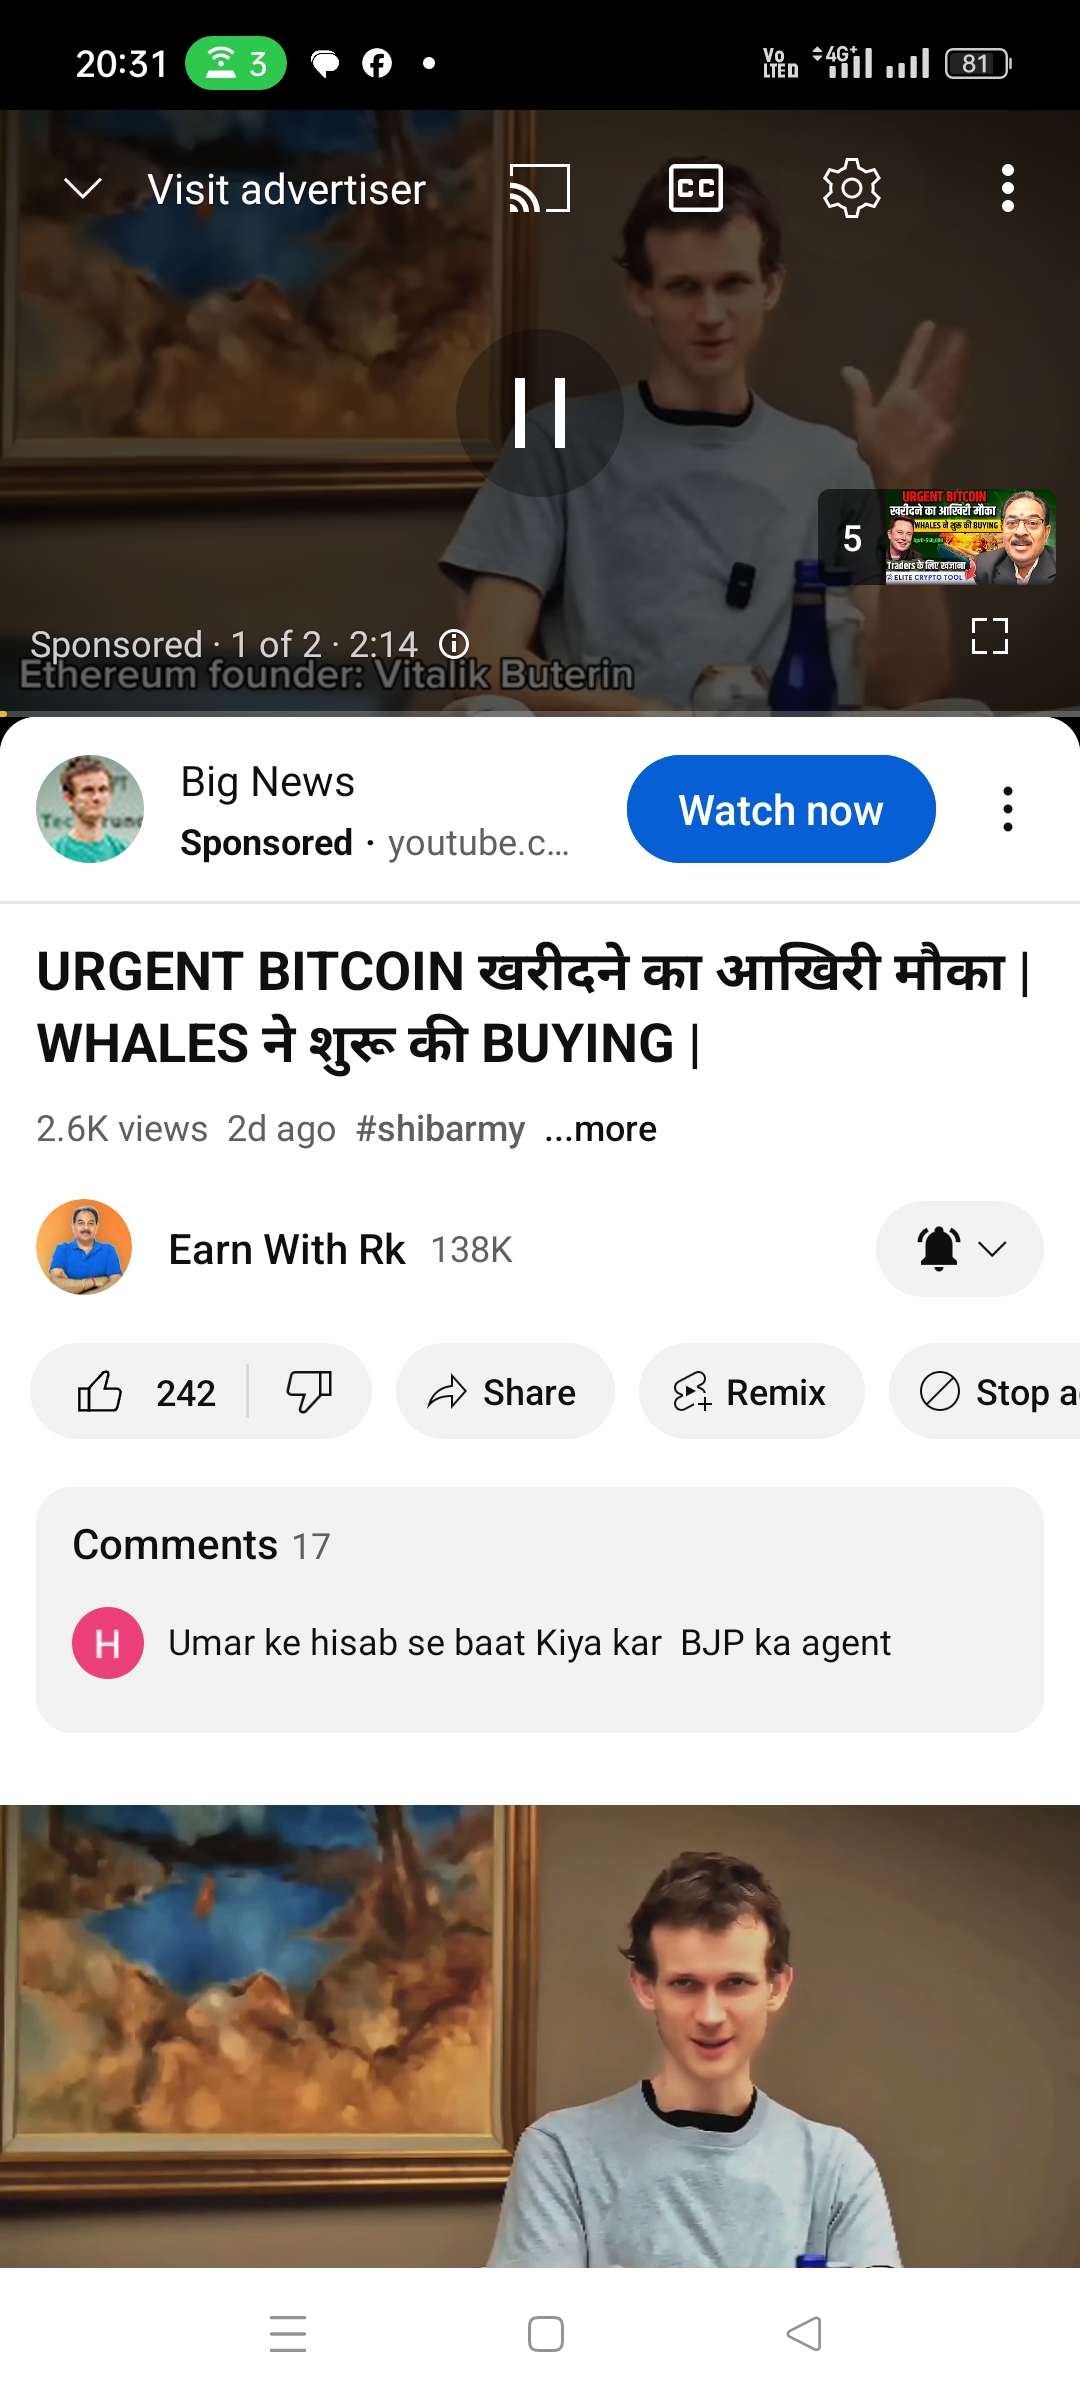 20:31 3 Vo LTE D 4G+ 81
Visit advertiser CC
URGENT BITCOIN
खरीदने का आखिरी मौका
WHALES ने शुरू की BUYING
5
Traders के लिए खजाना
ELITE CRYPTO TOOL
Sponsored · 1 of 2 · 2:14
Ethereum founder: Vitalik Buterin
Big News
Sponsored · youtube.c...
Watch now
URGENT BITCOIN खरीदने का आखिरी मौका |
WHALES ने शुरू की BUYING |
2.6K views 2d ago #shibarmy ...more
Earn With Rk 138K
242 Share Remix Stop a
Comments 17
H Umar ke hisab se baat Kiya kar BJP ka agent